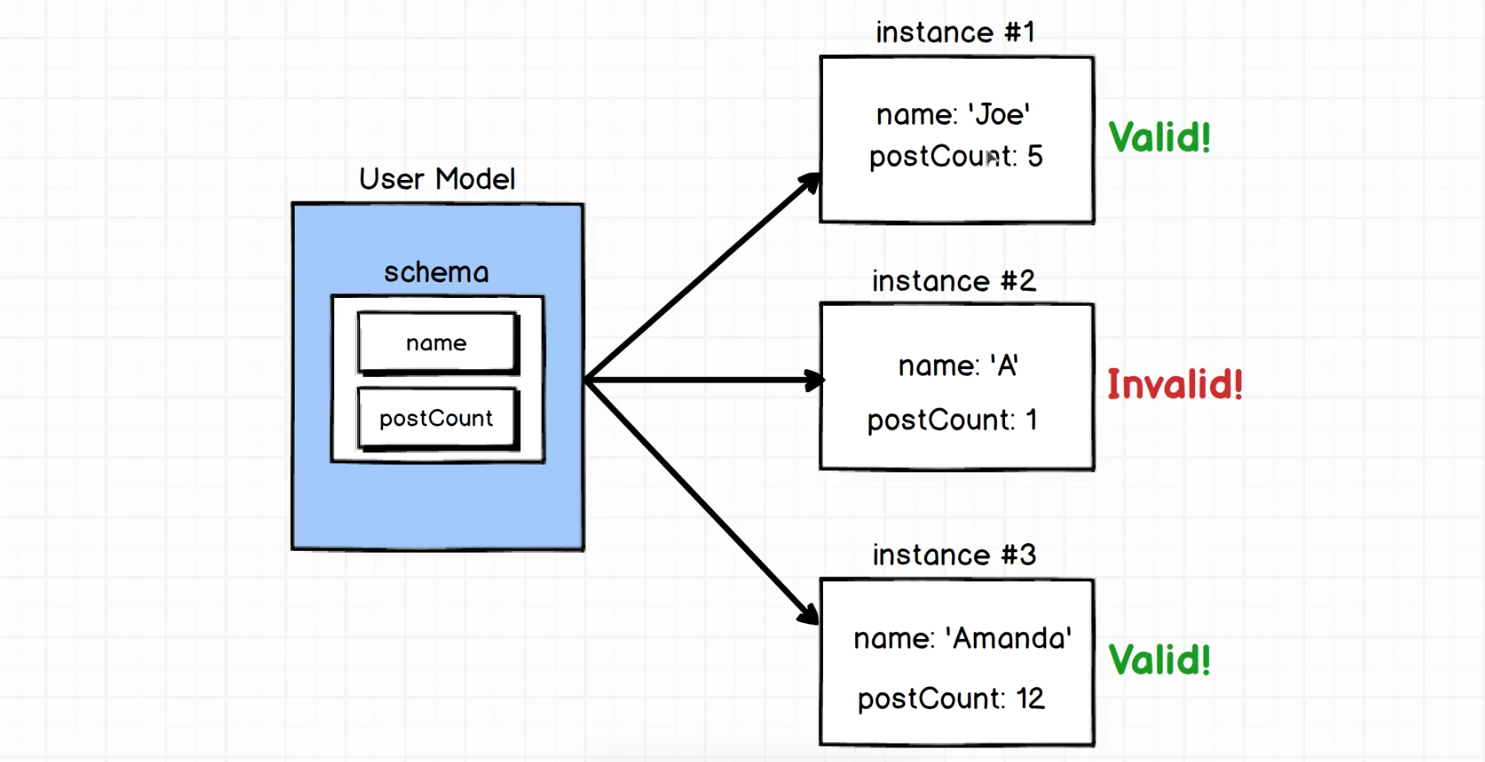 User Model
schema
name
postCount
instance #1
name: 'Joe'
postCount: 5
Valid!
instance #2
name: 'A'
postCount: 1
Invalid!
instance #3
name: 'Amanda'
postCount: 12
Valid!